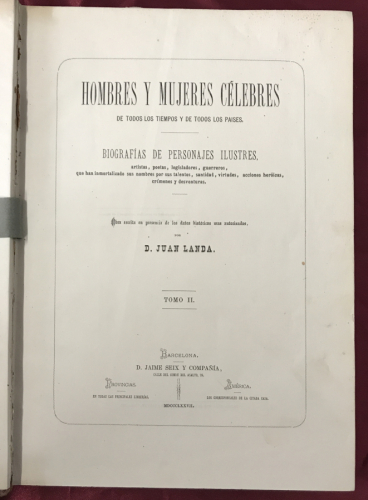 HOMBRES Y MUJERES CÉLEBRES
DE TODOS LOS TIEMPOS Y DE TODOS LOS PAISES.
BIOGRAFÍAS DE PERSONAJES ILUSTRES,
artistas, poetas, legisladores, guerreros,
que han inmortalizado sus nombres por sus talentos, santidad, virtudes, acciones heróicas,
crímenes y desventuras.
Obra escrita en presencia de los datos históricos mas autorizados,
POR
D. JUAN LANDA.
TOMO II.
BARCELONA,
D. JAIME SEIX Y COMPAÑÍA,
PROVINCIAS
EN TODAS LAS PRINCIPALES LIBRERÍAS.
AMÉRICA,
LOS CORRESPONSALES DE LA CITADA CASA.